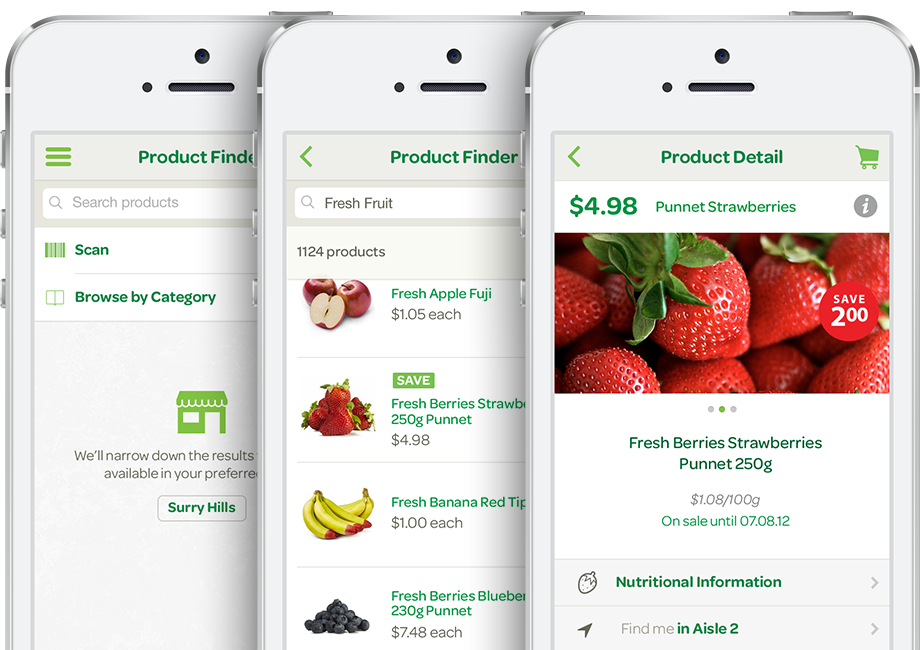 Product Finde
Search products
Scan
Browse by Category
We'll narrow down the results
available in your preferre
Surry Hills
Product Finder
Fresh Fruit
1124 products
Fresh Apple Fuji
$1.05 each
SAVE
Fresh Berries Strawbe
250g Punnet
$4.98
Fresh Banana Red Tip
$1.00 each
Fresh Berries Blueber
230g Punnet
$7.48 each
Product Detail
$4.98 Punnet Strawberries i
SAVE
2.00
Fresh Berries Strawberries
Punnet 250g
$1.08/100g
On sale until 07.08.12
Nutritional Information
Find me in Aisle 2